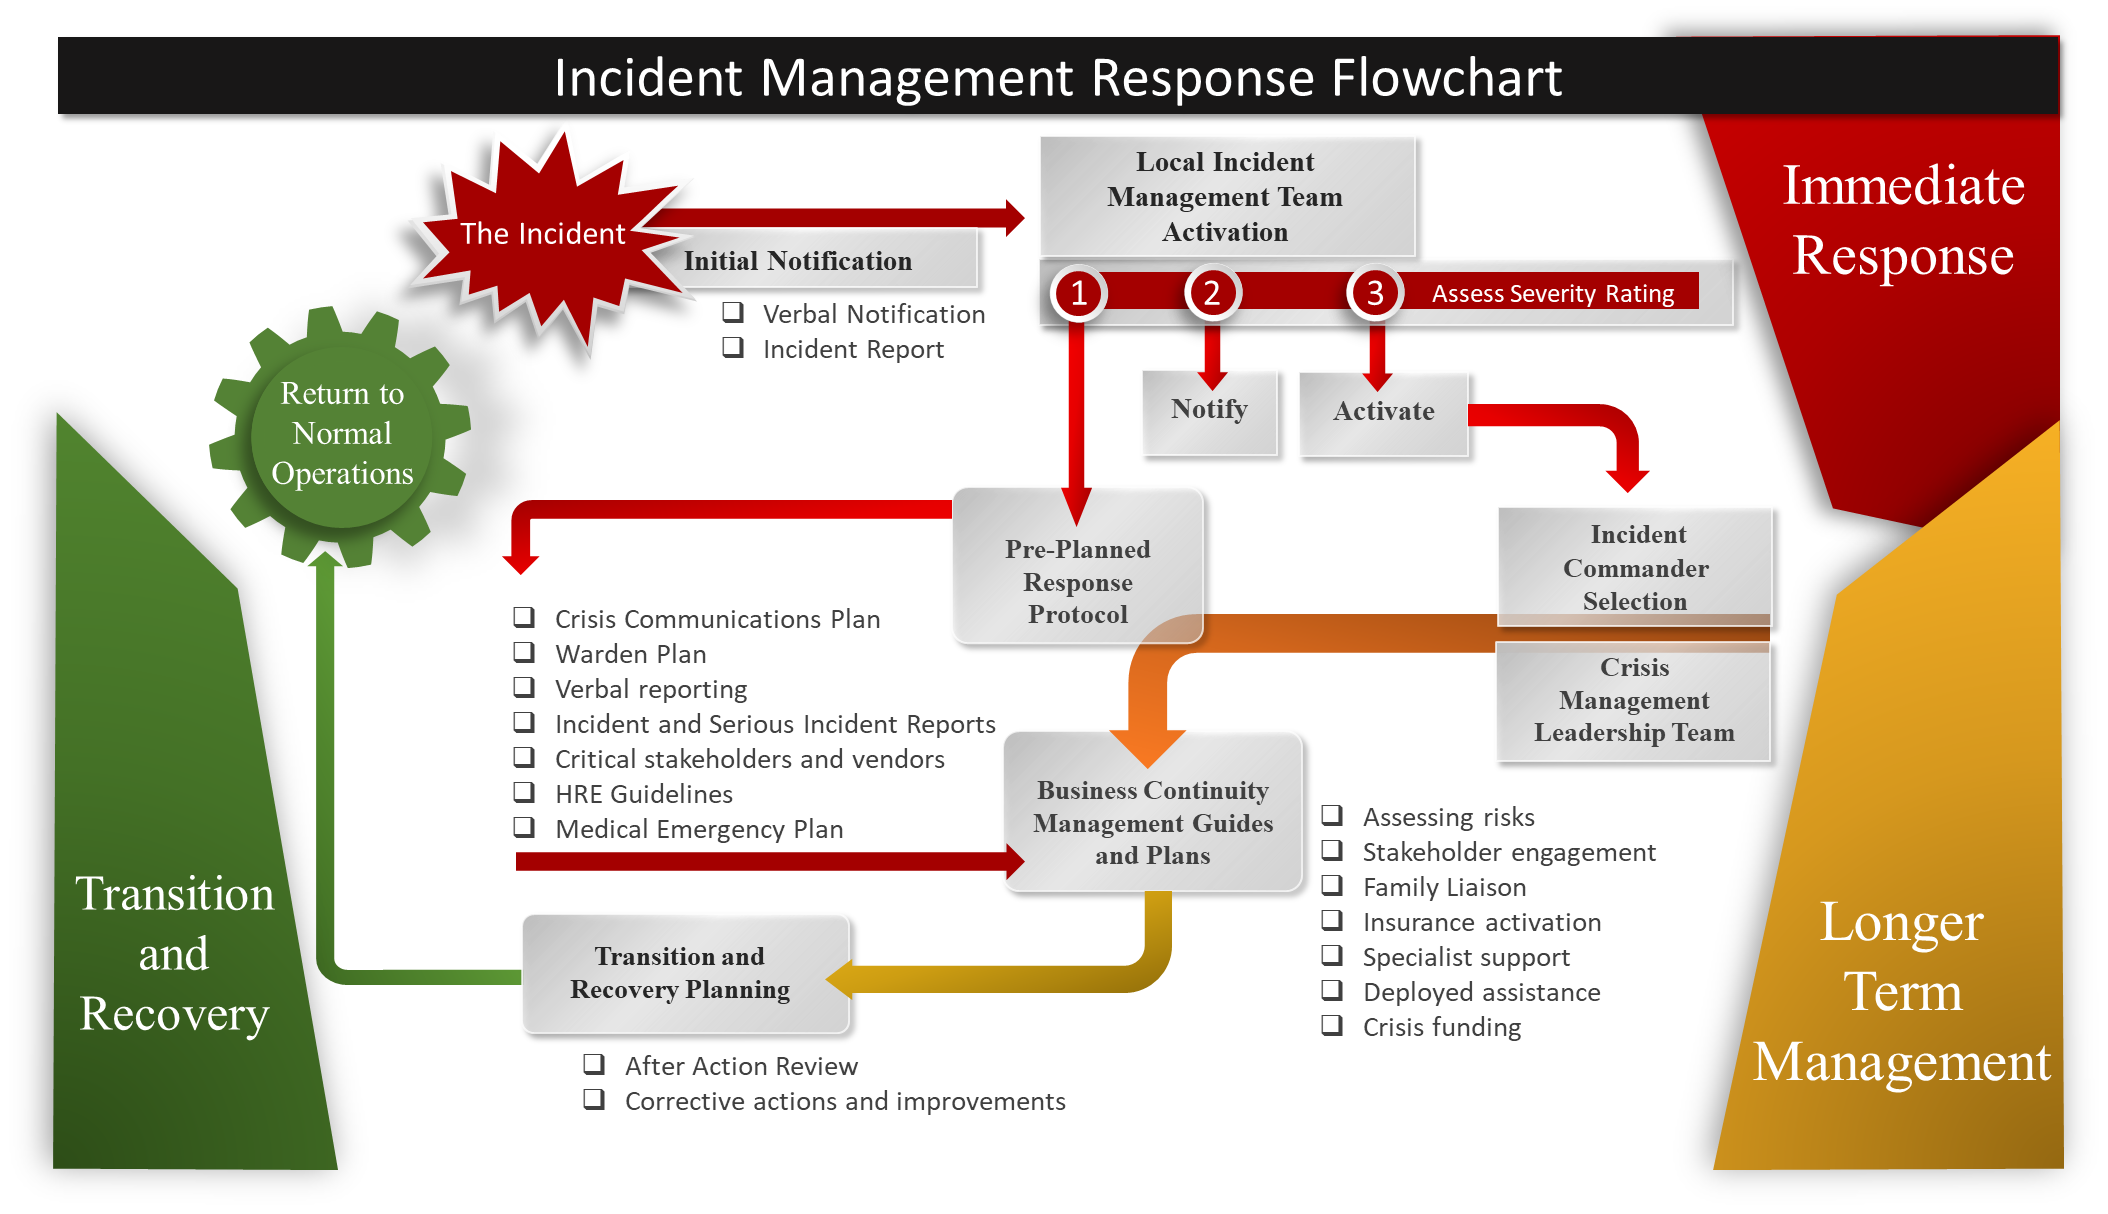 Incident Management Response Flowchart
Immediate
Response
Local Incident
Management Team
Activation
The Incident
Initial Notification
❑ Verbal Notification
❑ Incident Report
1
2
3
Assess Severity Rating
Notify
Activate
Return to
Normal
Operations
Pre-Planned
Response
Protocol
Incident
Commander
Selection
Crisis
Management
Leadership Team
❑ Crisis Communications Plan
❑ Warden Plan
❑ Verbal reporting
❑ Incident and Serious Incident Reports
❑ Critical stakeholders and vendors
❑ HRE Guidelines
❑ Medical Emergency Plan
Business Continuity
Management Guides
and Plans
❑ Assessing risks
❑ Stakeholder engagement
❑ Family Liaison
❑ Insurance activation
❑ Specialist support
❑ Deployed assistance
❑ Crisis funding
Longer
Term
Management
Transition and
Recovery Planning
❑ After Action Review
❑ Corrective actions and improvements
Transition
and
Recovery